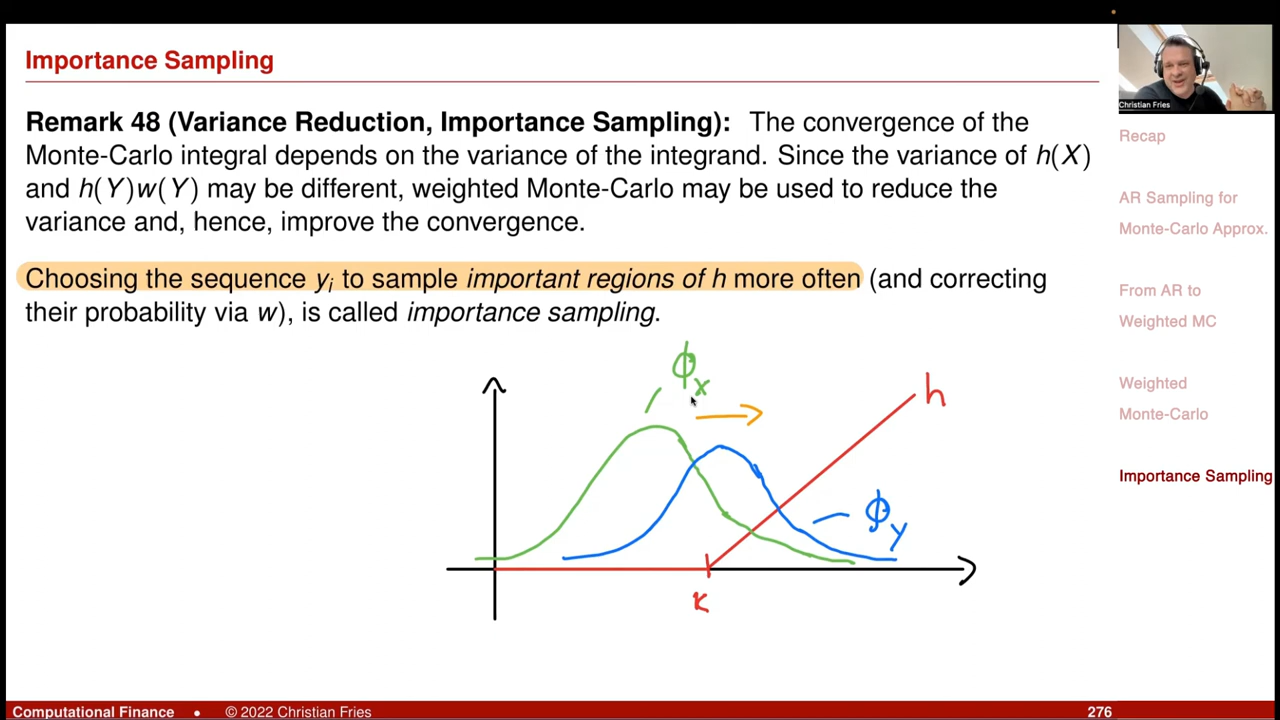 Importance Sampling
Remark 48 (Variance Reduction, Importance Sampling): The convergence of the
Monte-Carlo integral depends on the variance of the integrand. Since the variance of h(X)
and h(Y)w(Y) may be different, weighted Monte-Carlo may be used to reduce the
variance and, hence, improve the convergence.
Choosing the sequence yᵢ to sample important regions of h more often (and correcting
their probability via w), is called importance sampling.
ϕₓ
h
ϕ_y
K
Christian Fries
Recap
AR Sampling for
Monte-Carlo Approx.
From AR to
Weighted MC
Weighted
Monte-Carlo
Importance Sampling
Computational Finance • © 2022 Christian Fries 276